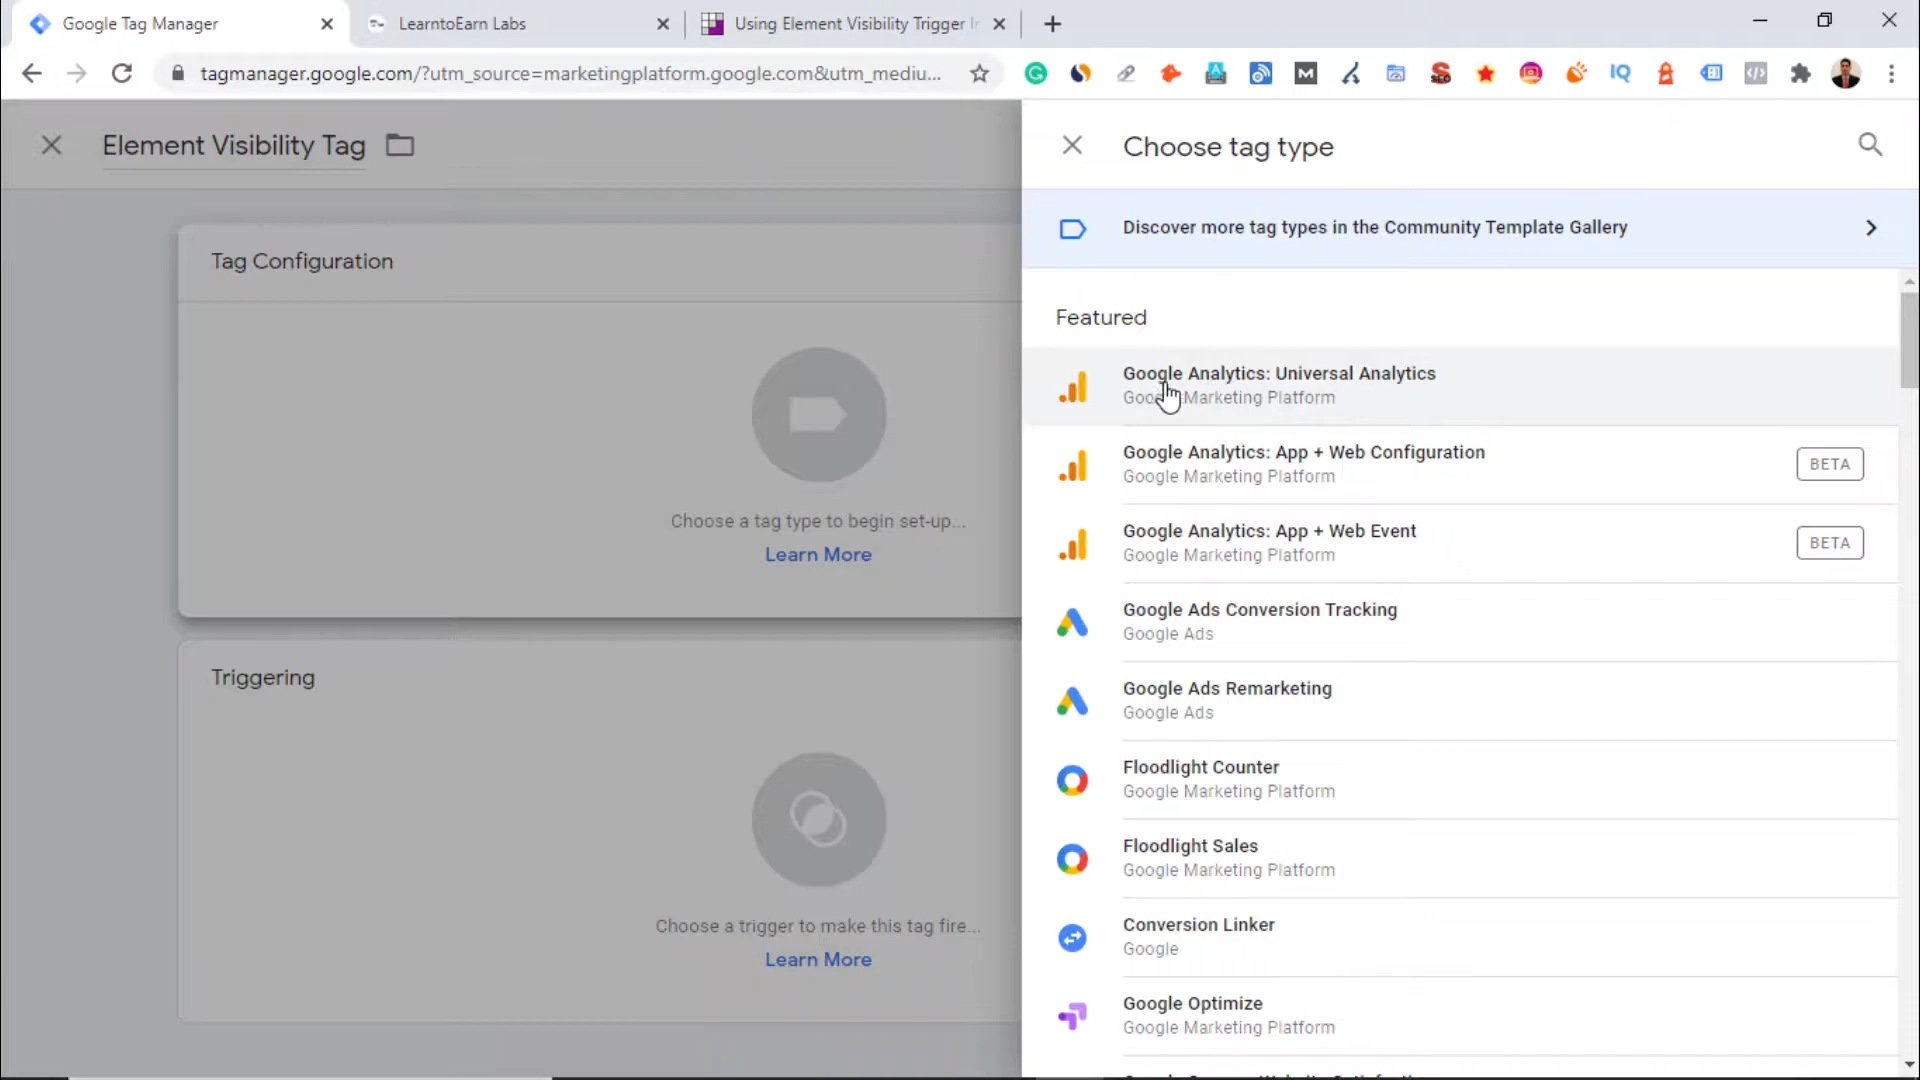 Google Tag Manager
LearntoEarn Labs
Using Element Visibility Trigger
tagmanager.google.com/?utm_source=marketingplatform.google.com&utm_mediu...
SEO
IQ
M
Element Visibility Tag
Choose tag type
Discover more tag types in the Community Template Gallery
Tag Configuration
Choose a tag type to begin set-up...
Learn More
Triggering
Choose a trigger to make this tag fire...
Learn More
Featured
Google Analytics: Universal Analytics
Marketing Platform
Google Analytics: App + Web Configuration
Google Marketing Platform
BETA
Google Analytics: App + Web Event
Google Marketing Platform
BETA
Google Ads Conversion Tracking
Google Ads
Google Ads Remarketing
Google Ads
Floodlight Counter
Google Marketing Platform
Floodlight Sales
Google Marketing Platform
Conversion Linker
Google
Google Optimize
Google Marketing Platform